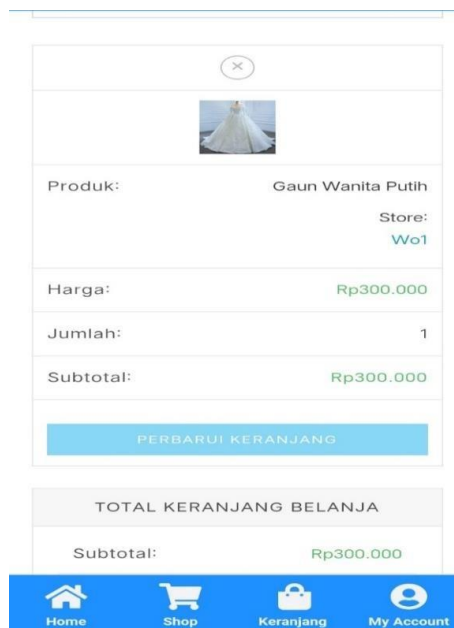 Produk: Gaun Wanita Putih
Store:
Wo1
Harga: Rp300.000
Jumlah: 1
Subtotal: Rp300.000
PERBARUI KERANJANG
TOTAL KERANJANG BELANJA
Subtotal: Rp300.000
Home Shop Keranjang My Account